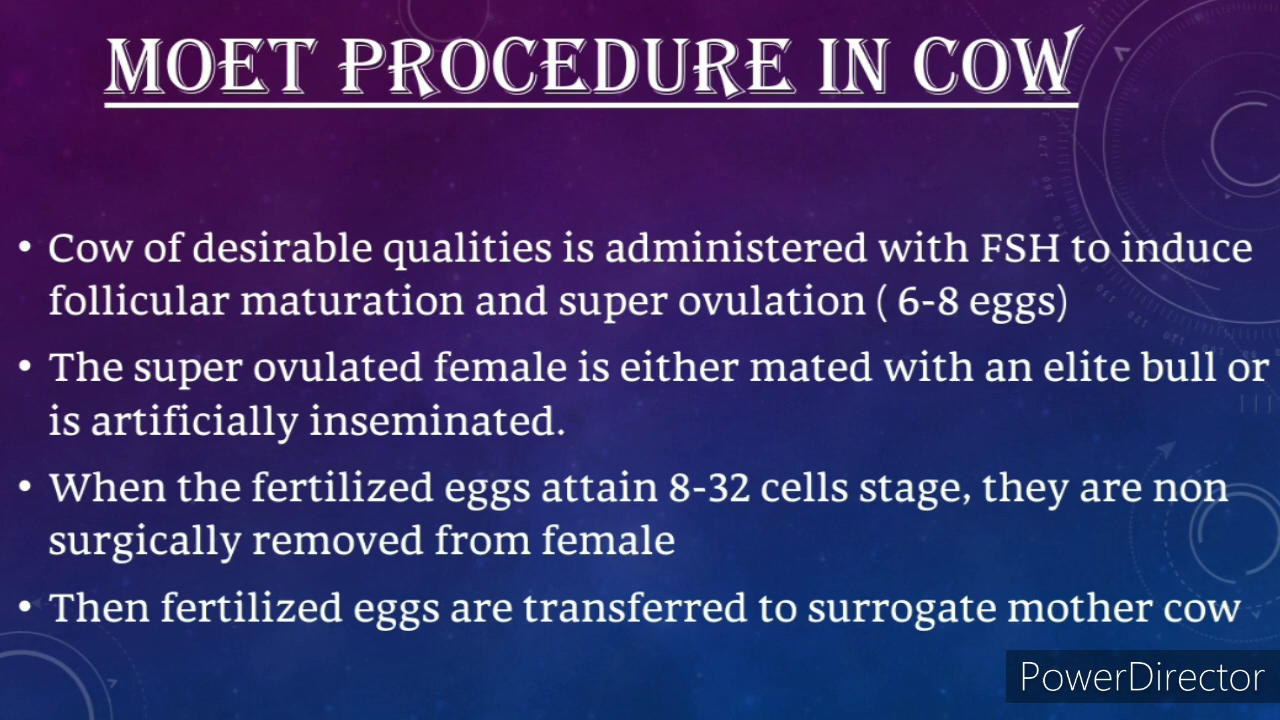 MOET PROCEDURE IN COW
• Cow of desirable qualities is administered with FSH to induce
follicular maturation and super ovulation ( 6-8 eggs)
• The super ovulated female is either mated with an elite bull or
is artificially inseminated.
• When the fertilized eggs attain 8-32 cells stage, they are non
surgically removed from female
• Then fertilized eggs are transferred to surrogate mother cow
PowerDirector